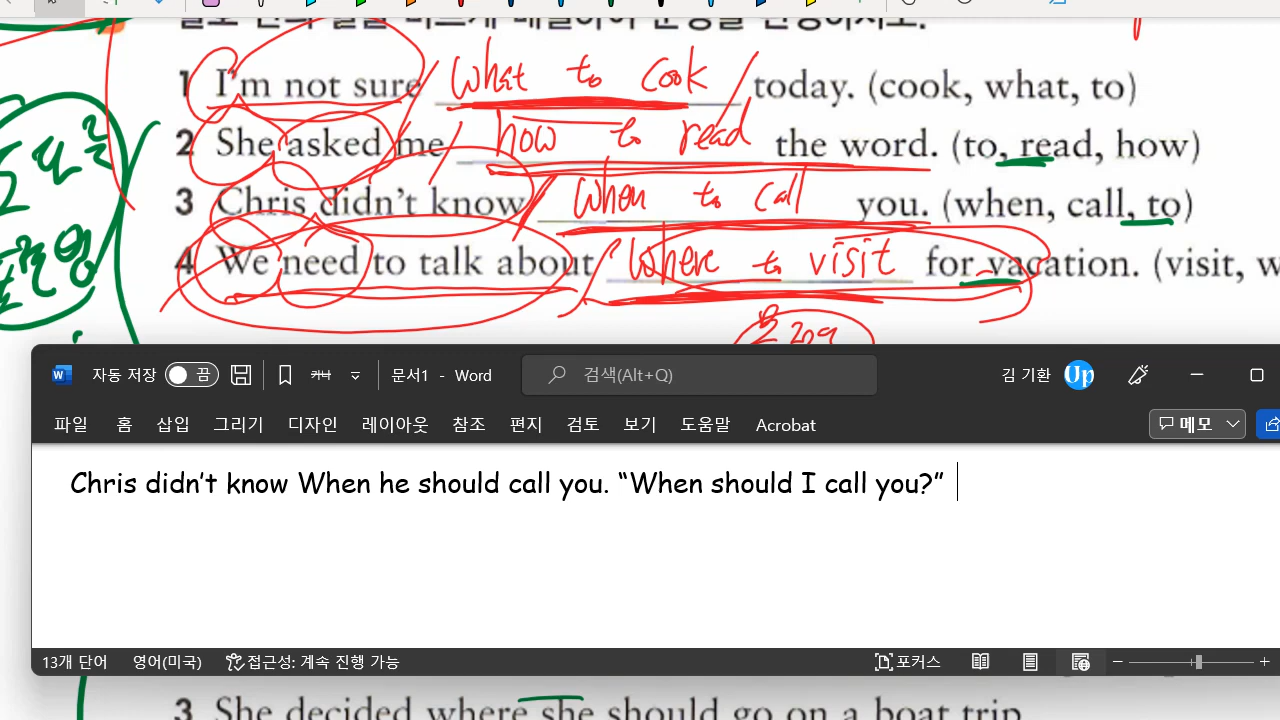 1 I'm not sure what to cook today. (cook, what, to)
2 She asked me how to read the word. (to, read, how)
3 Chris didn't know When to call you. (when, call, to)
4 We need to talk about where to visit for vacation. (visit, w
자동 저장 끔 가나 문서1 - Word 검색(Alt+Q) 김 기환 Up
파일 홈 삽입 그리기 디자인 레이아웃 참조 편지 검토 보기 도움말 Acrobat 메모
Chris didn't know When he should call you. “When should I call you?”
13개 단어 영어(미국) 접근성: 계속 진행 가능 포커스
3 She decided where she should go on a boat trip